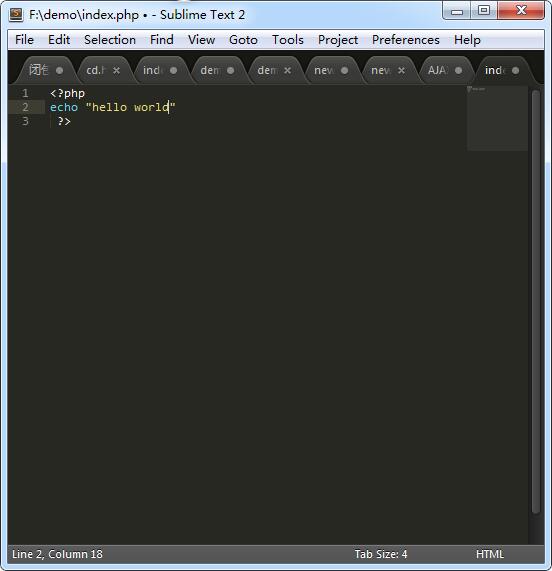 F:\demo\index.php • - Sublime Text 2
File Edit Selection Find View Goto Tools Project Preferences Help
闭包 cd.h inde dem dem new new AJAX inde
1 <?php
2 echo "hello world"
3 ?>
Line 2, Column 18 Tab Size: 4 HTML